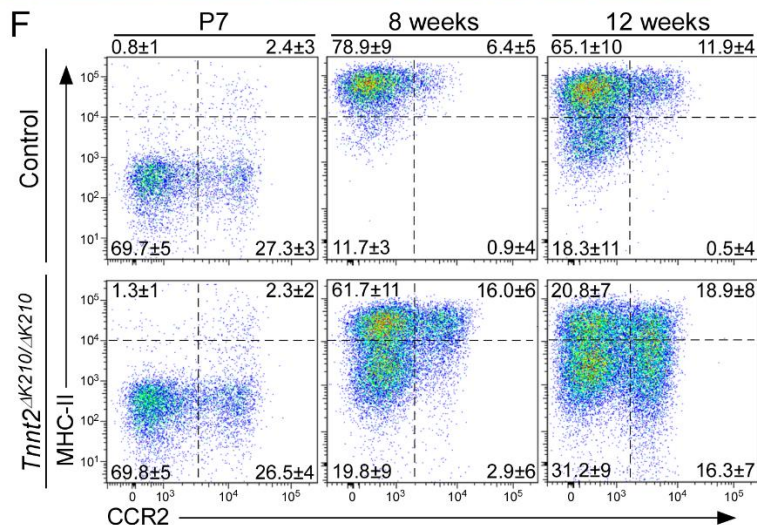 F
P7 8 weeks 12 weeks
0.8±1 2.4±3 78.9±9 6.4±5 65.1±10 11.9±4
Control
10⁵
10⁴
10³
10²
10¹
69.7±5 27.3±3 11.7±3 0.9±4 18.3±11 0.5±4
1.3±1 2.3±2 61.7±11 16.0±6 20.8±7 18.9±8
Tnnt2ΔK210/ΔK210
MHC-II
10⁵
10⁴
10³
10²
10¹
69.8±5 26.5±4 19.8±9 2.9±6 31.2±9 16.3±7
0 10³ 10⁴ 10⁵ 0 10³ 10⁴ 10⁵ 0 10³ 10⁴ 10⁵
CCR2